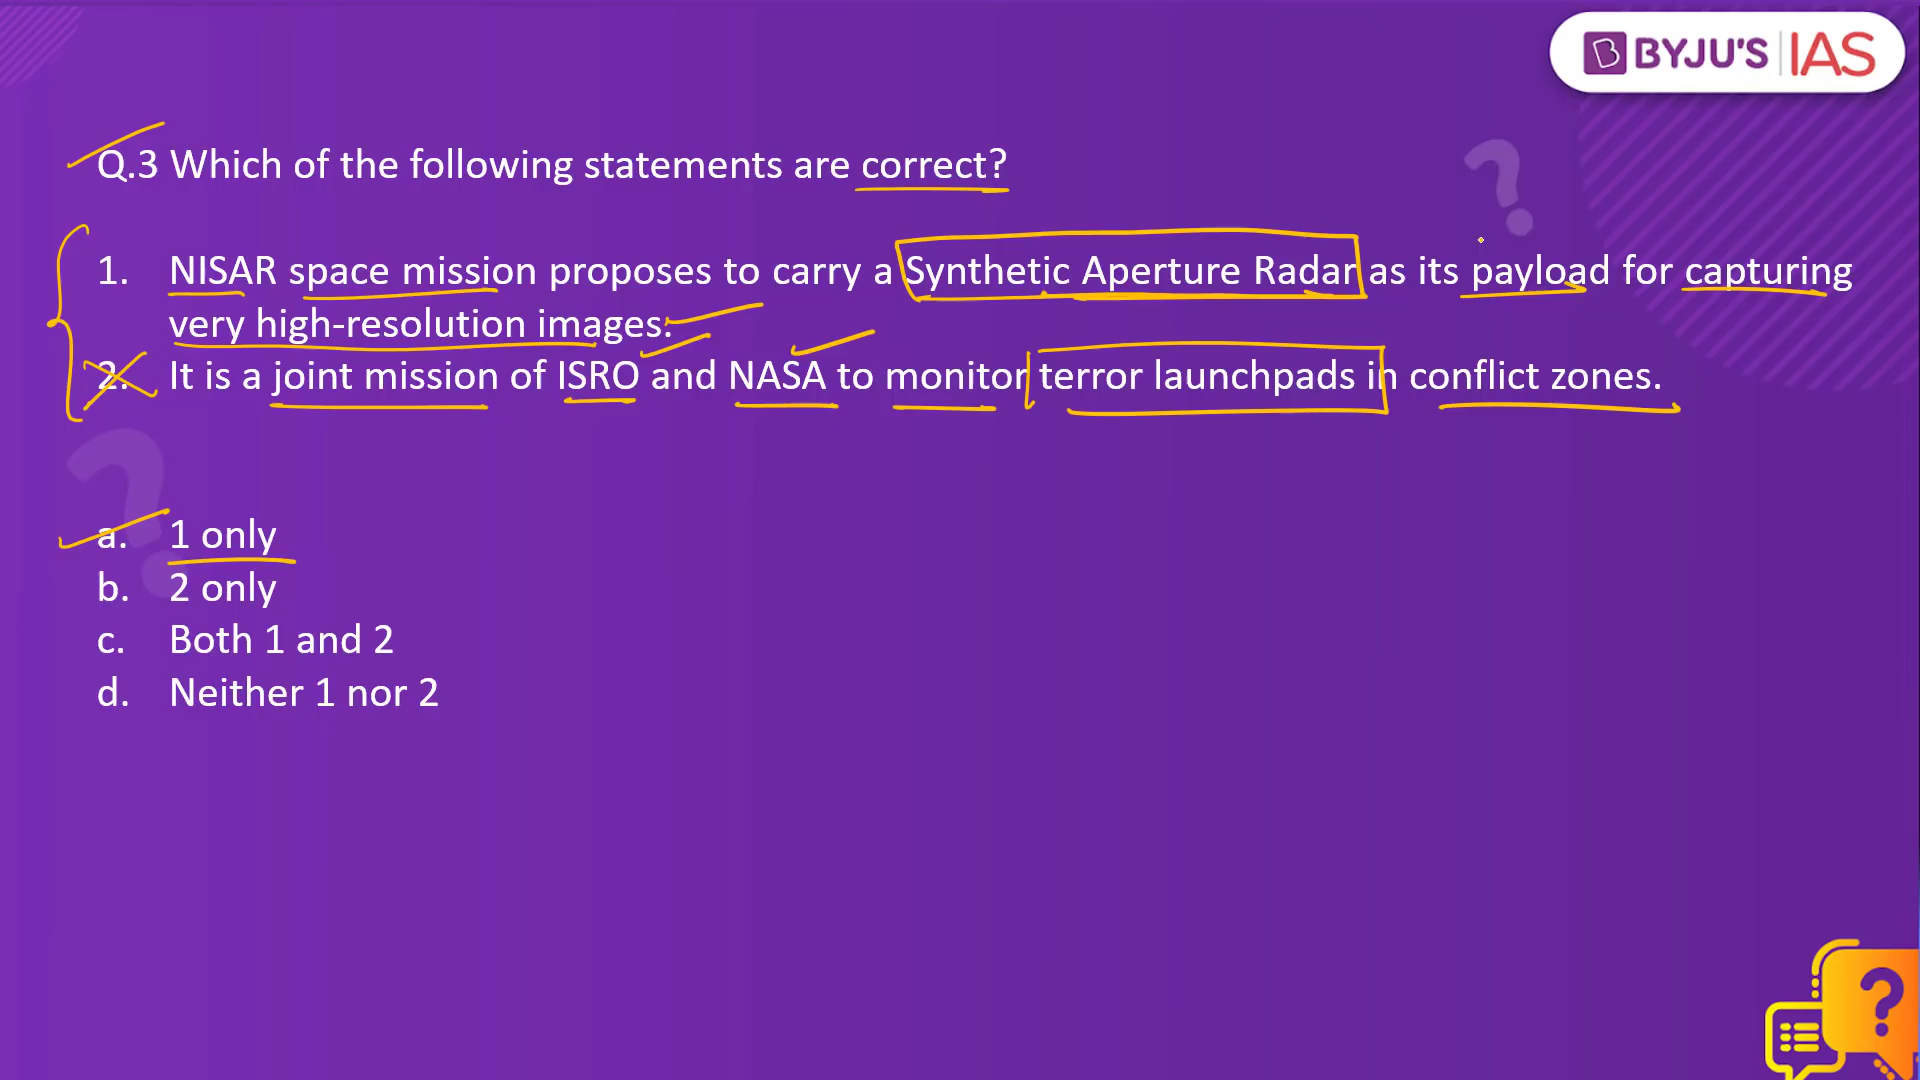 BYJU'S IAS
Q.3 Which of the following statements are correct?
1. NISAR space mission proposes to carry a Synthetic Aperture Radar as its payload for capturing
very high-resolution images.
2. It is a joint mission of ISRO and NASA to monitor terror launchpads in conflict zones.
a. 1 only
b. 2 only
c. Both 1 and 2
d. Neither 1 nor 2